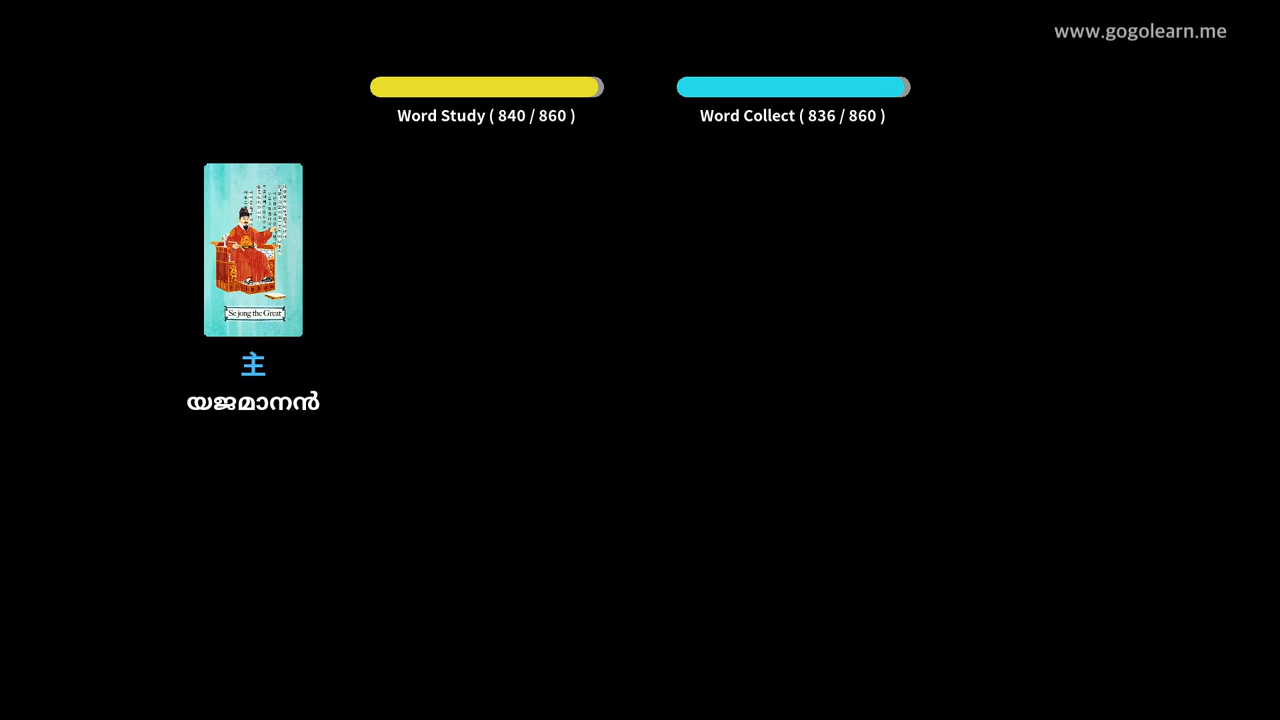 www.gogolearn.me
Word Study ( 840 / 860 )
Word Collect ( 836 / 860 )
Sejong the Great
主
യജമാനൻ